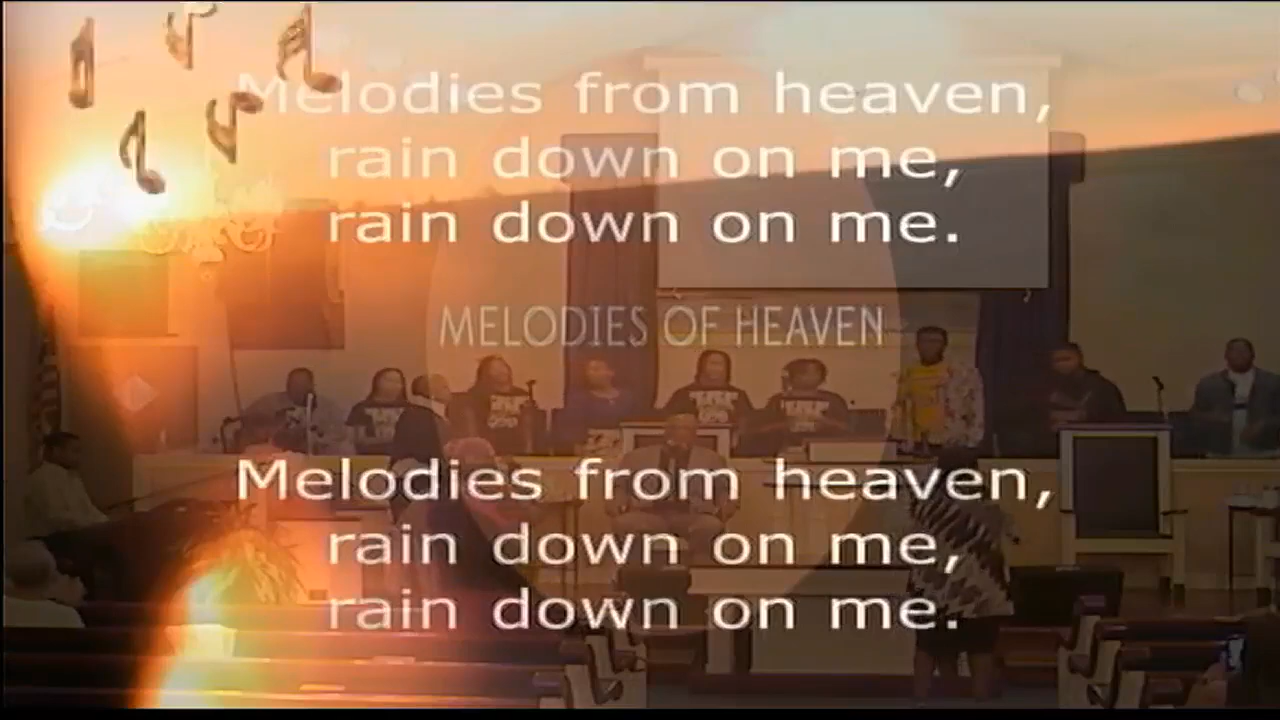 Melodies from heaven,
rain down on me,
rain down on me.
MELODIES OF HEAVEN
Melodies from heaven,
rain down on me,
rain down on me.